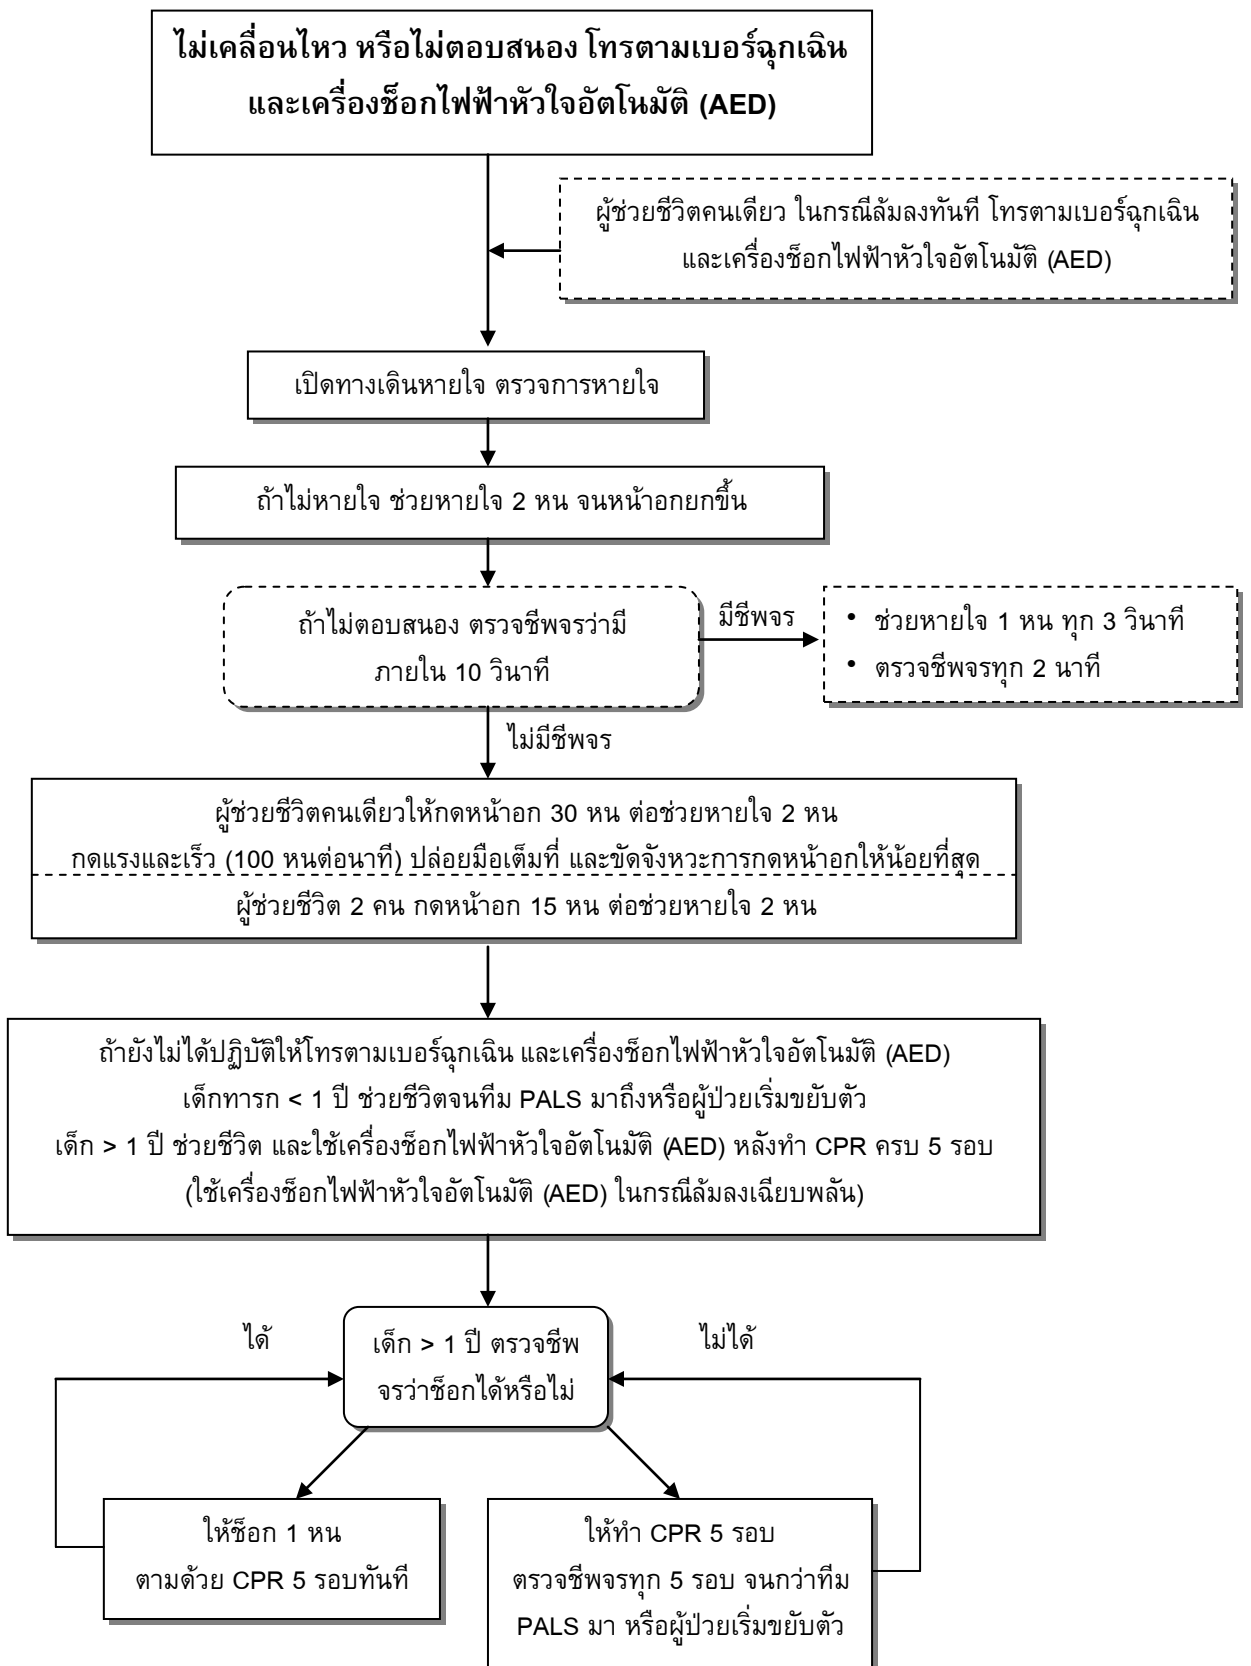 ไม่เคลื่อนไหว หรือไม่ตอบสนอง โทรตามเบอร์ฉุกเฉิน
และเครื่องช็อกไฟฟ้าหัวใจอัตโนมัติ (AED)
ผู้ช่วยชีวิตคนเดียว ในกรณีล้มลงทันที โทรตามเบอร์ฉุกเฉิน
และเครื่องช็อกไฟฟ้าหัวใจอัตโนมัติ (AED)
เปิดทางเดินหายใจ ตรวจการหายใจ
ถ้าไม่หายใจ ช่วยหายใจ 2 หน จนหน้าอกยกขึ้น
ถ้าไม่ตอบสนอง ตรวจชีพจรว่ามี
ภายใน 10 วินาที
มีชีพจร
• ช่วยหายใจ 1 หน ทุก 3 วินาที
• ตรวจชีพจรทุก 2 นาที
ไม่มีชีพจร
ผู้ช่วยชีวิตคนเดียวให้กดหน้าอก 30 หน ต่อช่วยหายใจ 2 หน
กดแรงและเร็ว (100 หนต่อนาที) ปล่อยมือเต็มที่ และขัดจังหวะการกดหน้าอกให้น้อยที่สุด
ผู้ช่วยชีวิต 2 คน กดหน้าอก 15 หน ต่อช่วยหายใจ 2 หน
ถ้ายังไม่ได้ปฏิบัติให้โทรตามเบอร์ฉุกเฉิน และเครื่องช็อกไฟฟ้าหัวใจอัตโนมัติ (AED)
เด็กทารก < 1 ปี ช่วยชีวิตจนทีม PALS มาถึงหรือผู้ป่วยเริ่มขยับตัว
เด็ก > 1 ปี ช่วยชีวิต และใช้เครื่องช็อกไฟฟ้าหัวใจอัตโนมัติ (AED) หลังทำ CPR ครบ 5 รอบ
(ใช้เครื่องช็อกไฟฟ้าหัวใจอัตโนมัติ (AED) ในกรณีล้มลงเฉียบพลัน)
ได้
เด็ก > 1 ปี ตรวจชีพ
จรว่าช็อกได้หรือไม่
ไม่ได้
ให้ช็อก 1 หน
ตามด้วย CPR 5 รอบทันที
ให้ทำ CPR 5 รอบ
ตรวจชีพจรทุก 5 รอบ จนกว่าทีม
PALS มา หรือผู้ป่วยเริ่มขยับตัว